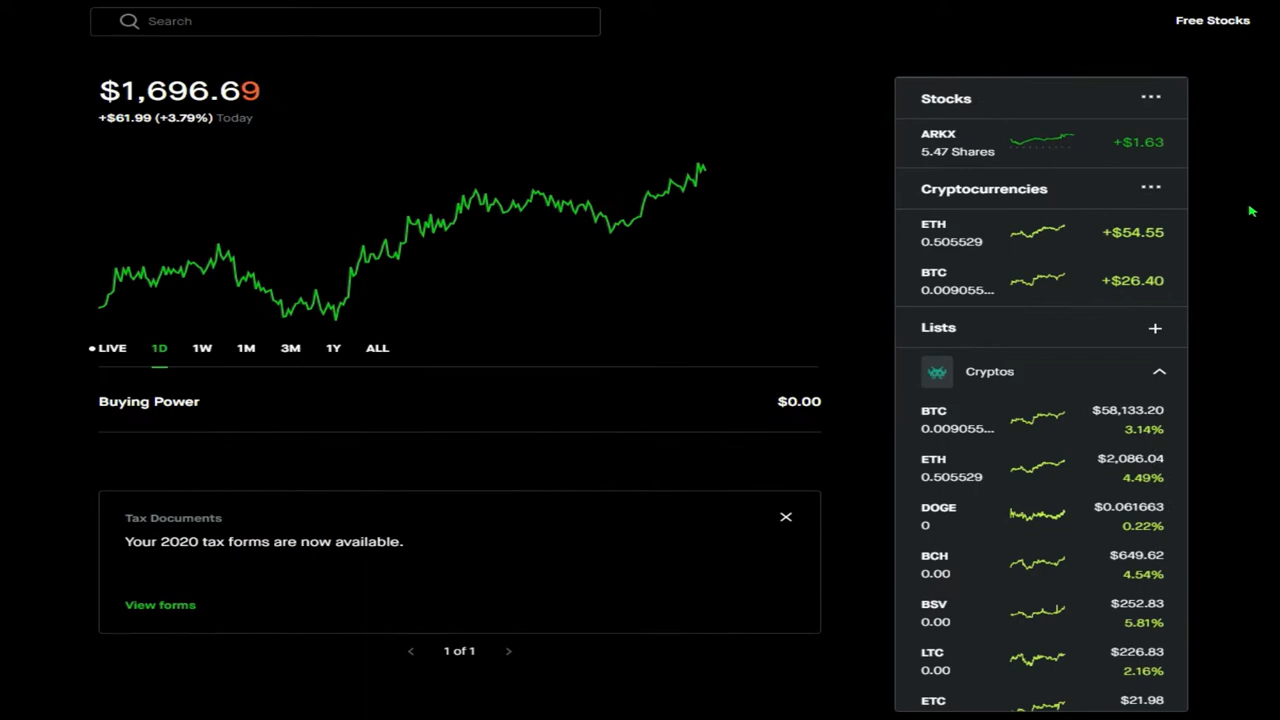 Search
Free Stocks
$1,696.69
+$61.99 (+3.79%) Today
LIVE 1D 1W 1M 3M 1Y ALL
Buying Power $0.00
Tax Documents
Your 2020 tax forms are now available.
View forms
1 of 1
Stocks
ARKX
5.47 Shares
+$1.63
Cryptocurrencies
ETH
0.505529
+$54.55
BTC
0.009055...
+$26.40
Lists
Cryptos
BTC $58,133.20
0.009055... 3.14%
ETH $2,086.04
0.505529 4.49%
DOGE $0.061663
0 0.22%
BCH $649.62
0.00 4.54%
BSV $252.83
0.00 5.81%
LTC $226.83
0.00 2.16%
ETC $21.98